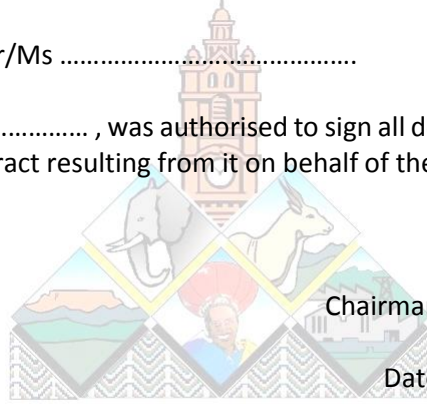 r/Ms ……………………………………….
…………… , was authorised to sign all d
ract resulting from it on behalf of the
Chairma
Dat